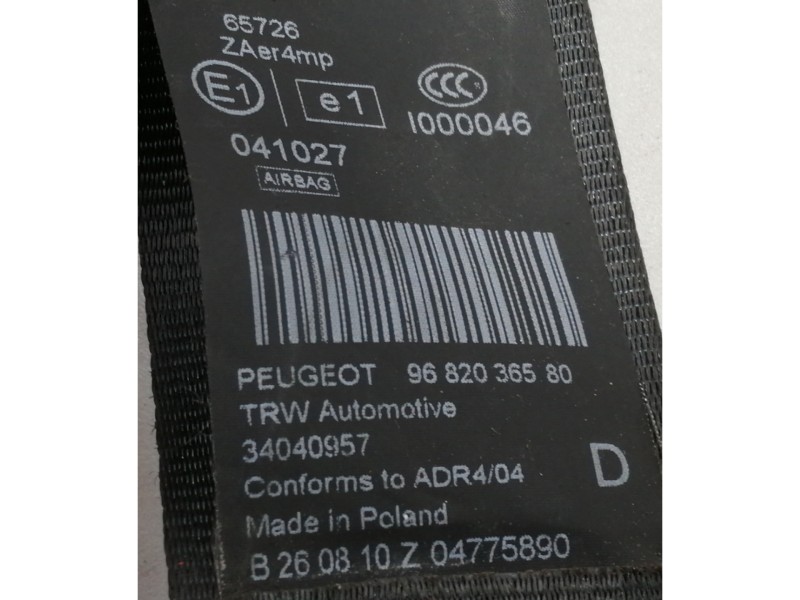 65726
ZAer4mp
E1 e1 CCC
I000046
041027
AIRBAG
PEUGEOT 96 820 365 80
TRW Automotive
34040957
Conforms to ADR4/04
D
Made in Poland
B 26 08 10 Z 04775890